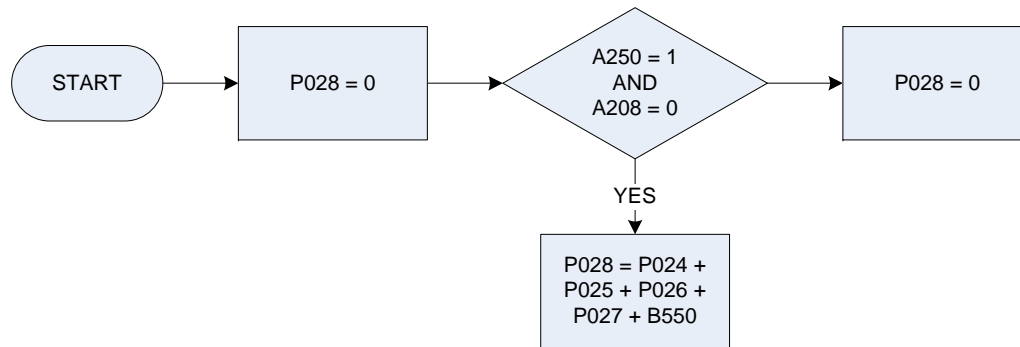 START
P028 = 0
A250 = 1
AND
A208 = 0
P028 = 0
YES
P028 = P024 +
P025 + P026 +
P027 + B550